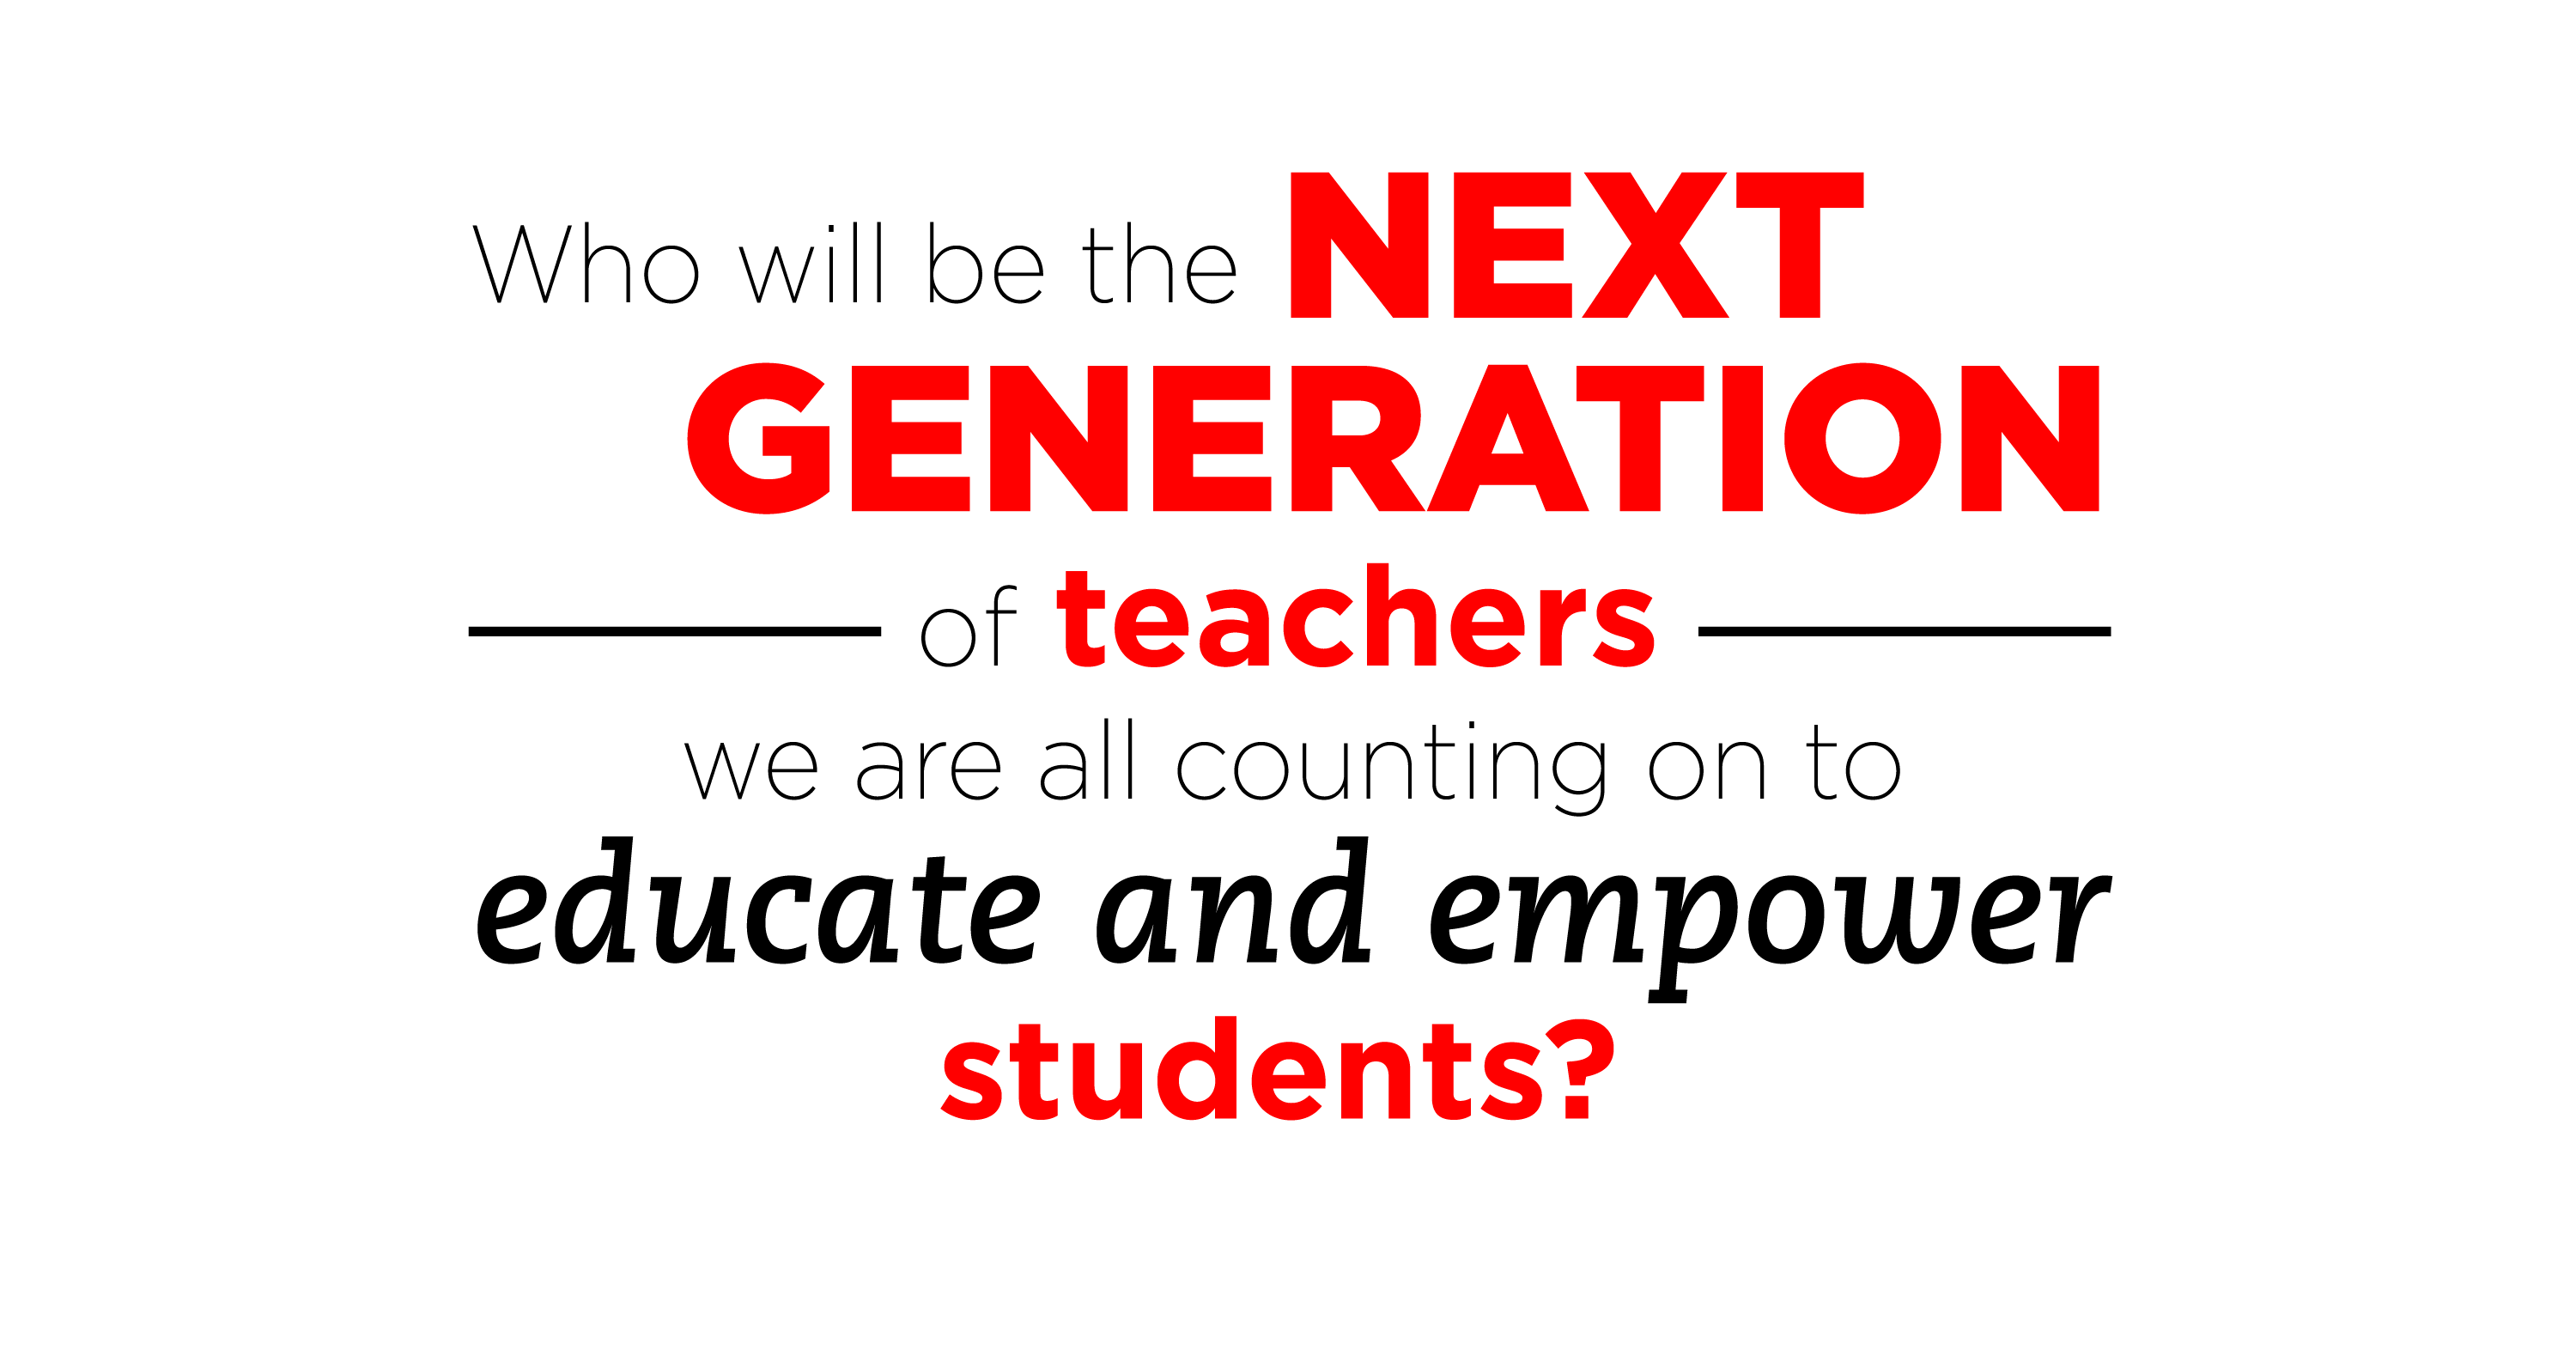 Who will be the NEXT
GENERATION
of teachers
we are all counting on to
educate and empower
students?